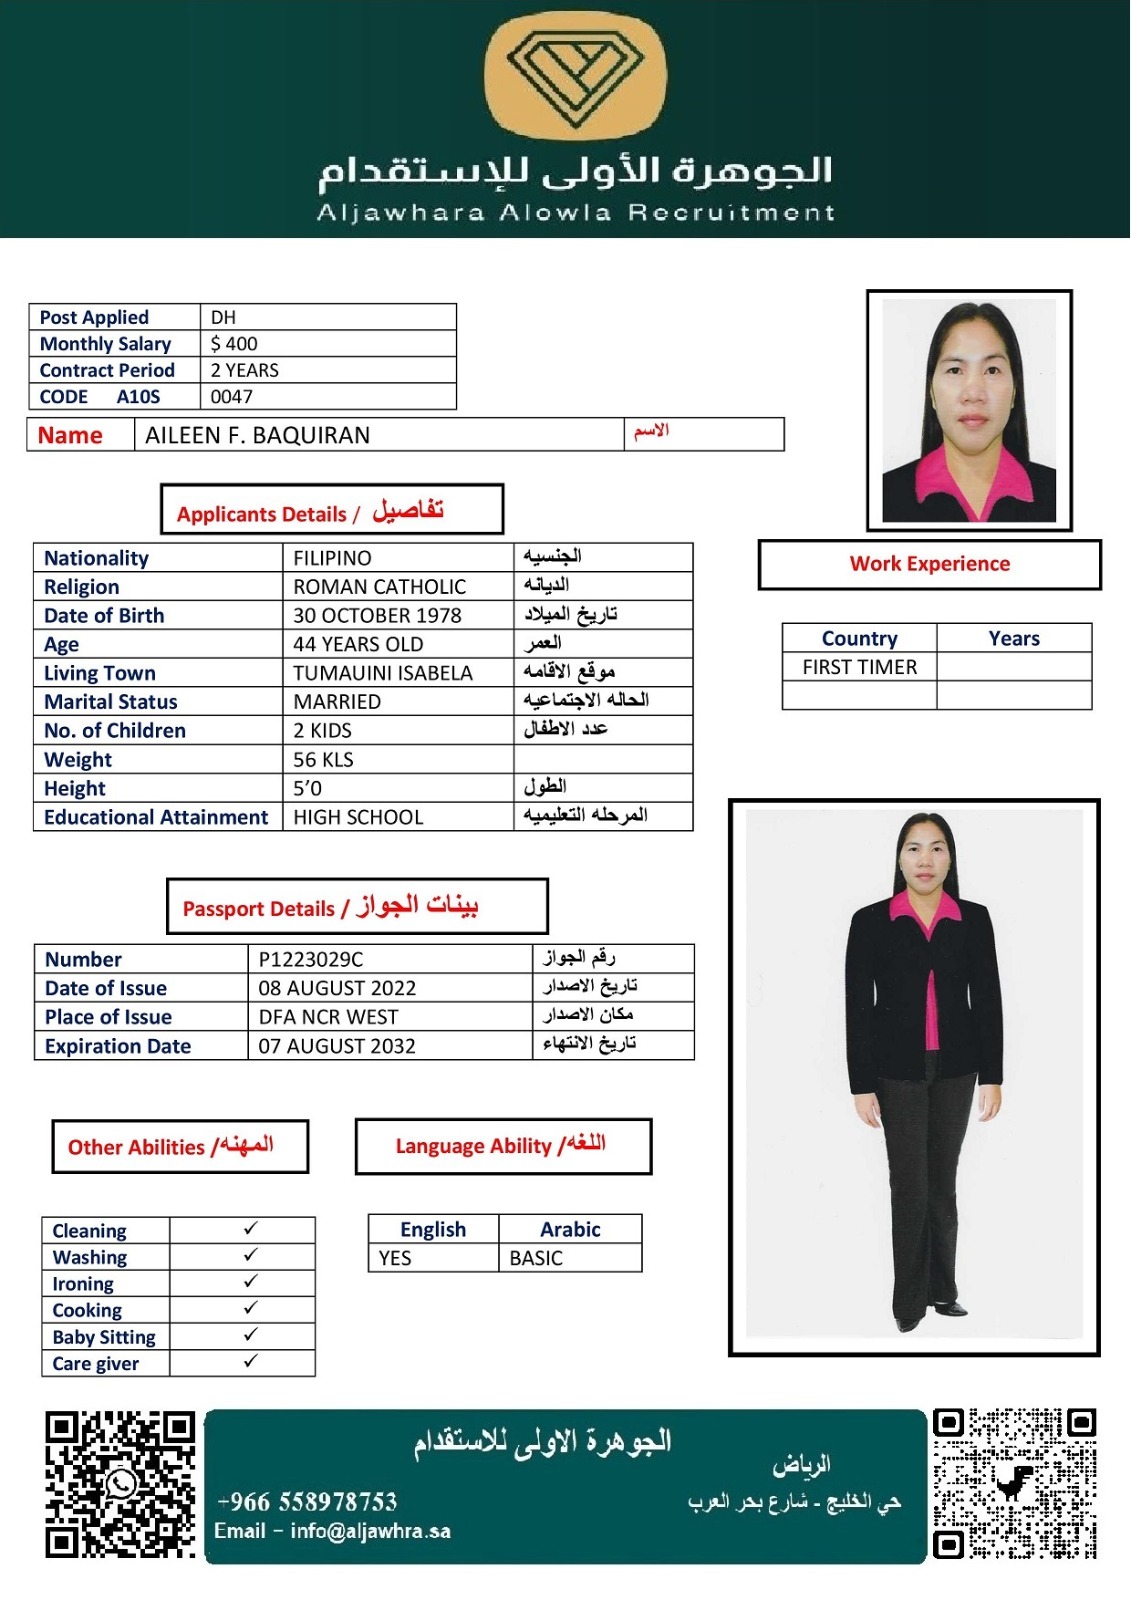 الجوهرة الأولى للإستقدام
Aljawhara Alowla Recruitment
Post Applied DH
Monthly Salary $ 400
Contract Period 2 YEARS
CODE A10S 0047
Name AILEEN F. BAQUIRAN الاسم
Applicants Details / تفاصيل
Nationality FILIPINO الجنسيه
Religion ROMAN CATHOLIC الديانه
Date of Birth 30 OCTOBER 1978 تاريخ الميلاد
Age 44 YEARS OLD العمر
Living Town TUMAUINI ISABELA موقع الاقامه
Marital Status MARRIED الحاله الاجتماعيه
No. of Children 2 KIDS عدد الاطفال
Weight 56 KLS
Height 5’0 الطول
Educational Attainment HIGH SCHOOL المرحله التعليميه
Work Experience
Country Years
FIRST TIMER
Passport Details / بينات الجواز
Number P1223029C رقم الجواز
Date of Issue 08 AUGUST 2022 تاريخ الاصدار
Place of Issue DFA NCR WEST مكان الاصدار
Expiration Date 07 AUGUST 2032 تاريخ الانتهاء
Other Abilities /المهنه
Cleaning ✓
Washing ✓
Ironing ✓
Cooking ✓
Baby Sitting ✓
Care giver ✓
Language Ability /اللغه
English Arabic
YES BASIC
الجوهرة الاولى للاستقدام
الرياض
حي الخليج - شارع بحر العرب
+966 558978753
Email - info@aljawhra.sa